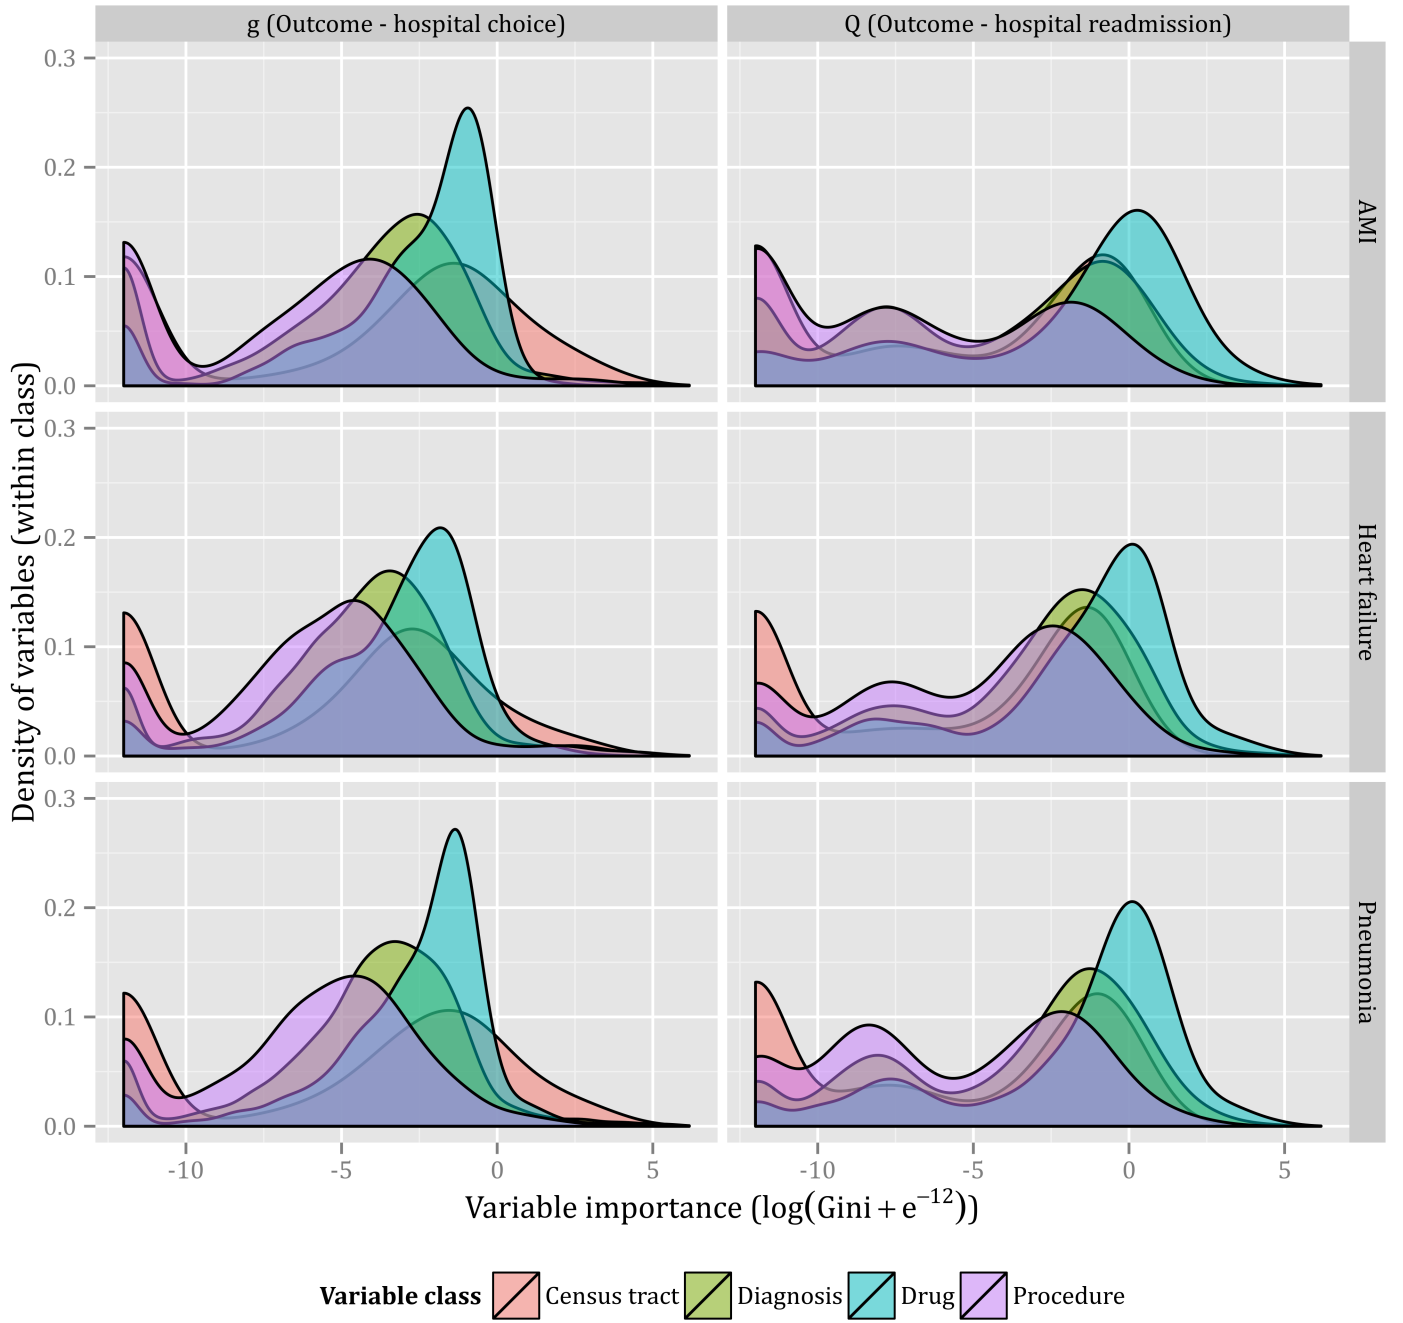 g (Outcome - hospital choice)
Q (Outcome - hospital readmission)
0.3
0.2
0.1
0.0
AMI
0.3
0.2
0.1
0.0
Heart failure
0.3
0.2
0.1
0.0
Pneumonia
Density of variables (within class)
-10 -5 0 5
-10 -5 0 5
Variable importance (log(Gini + e⁻¹²))
Variable class Census tract Diagnosis Drug Procedure